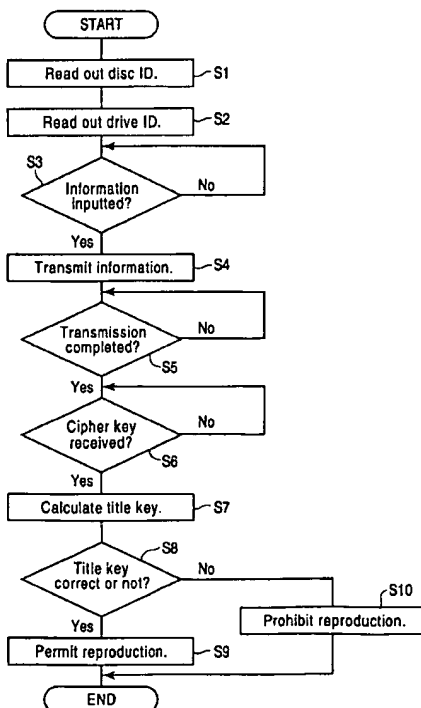 START
Read out disc ID.
S1
Read out drive ID.
S2
S3
Information
inputted?
No
Yes
Transmit information.
S4
Transmission
completed?
No
S5
Yes
Cipher key
received?
No
S6
Yes
Calculate title key.
S7
S8
Title key
correct or not?
No
S10
Prohibit reproduction.
Yes
Permit reproduction.
S9
END